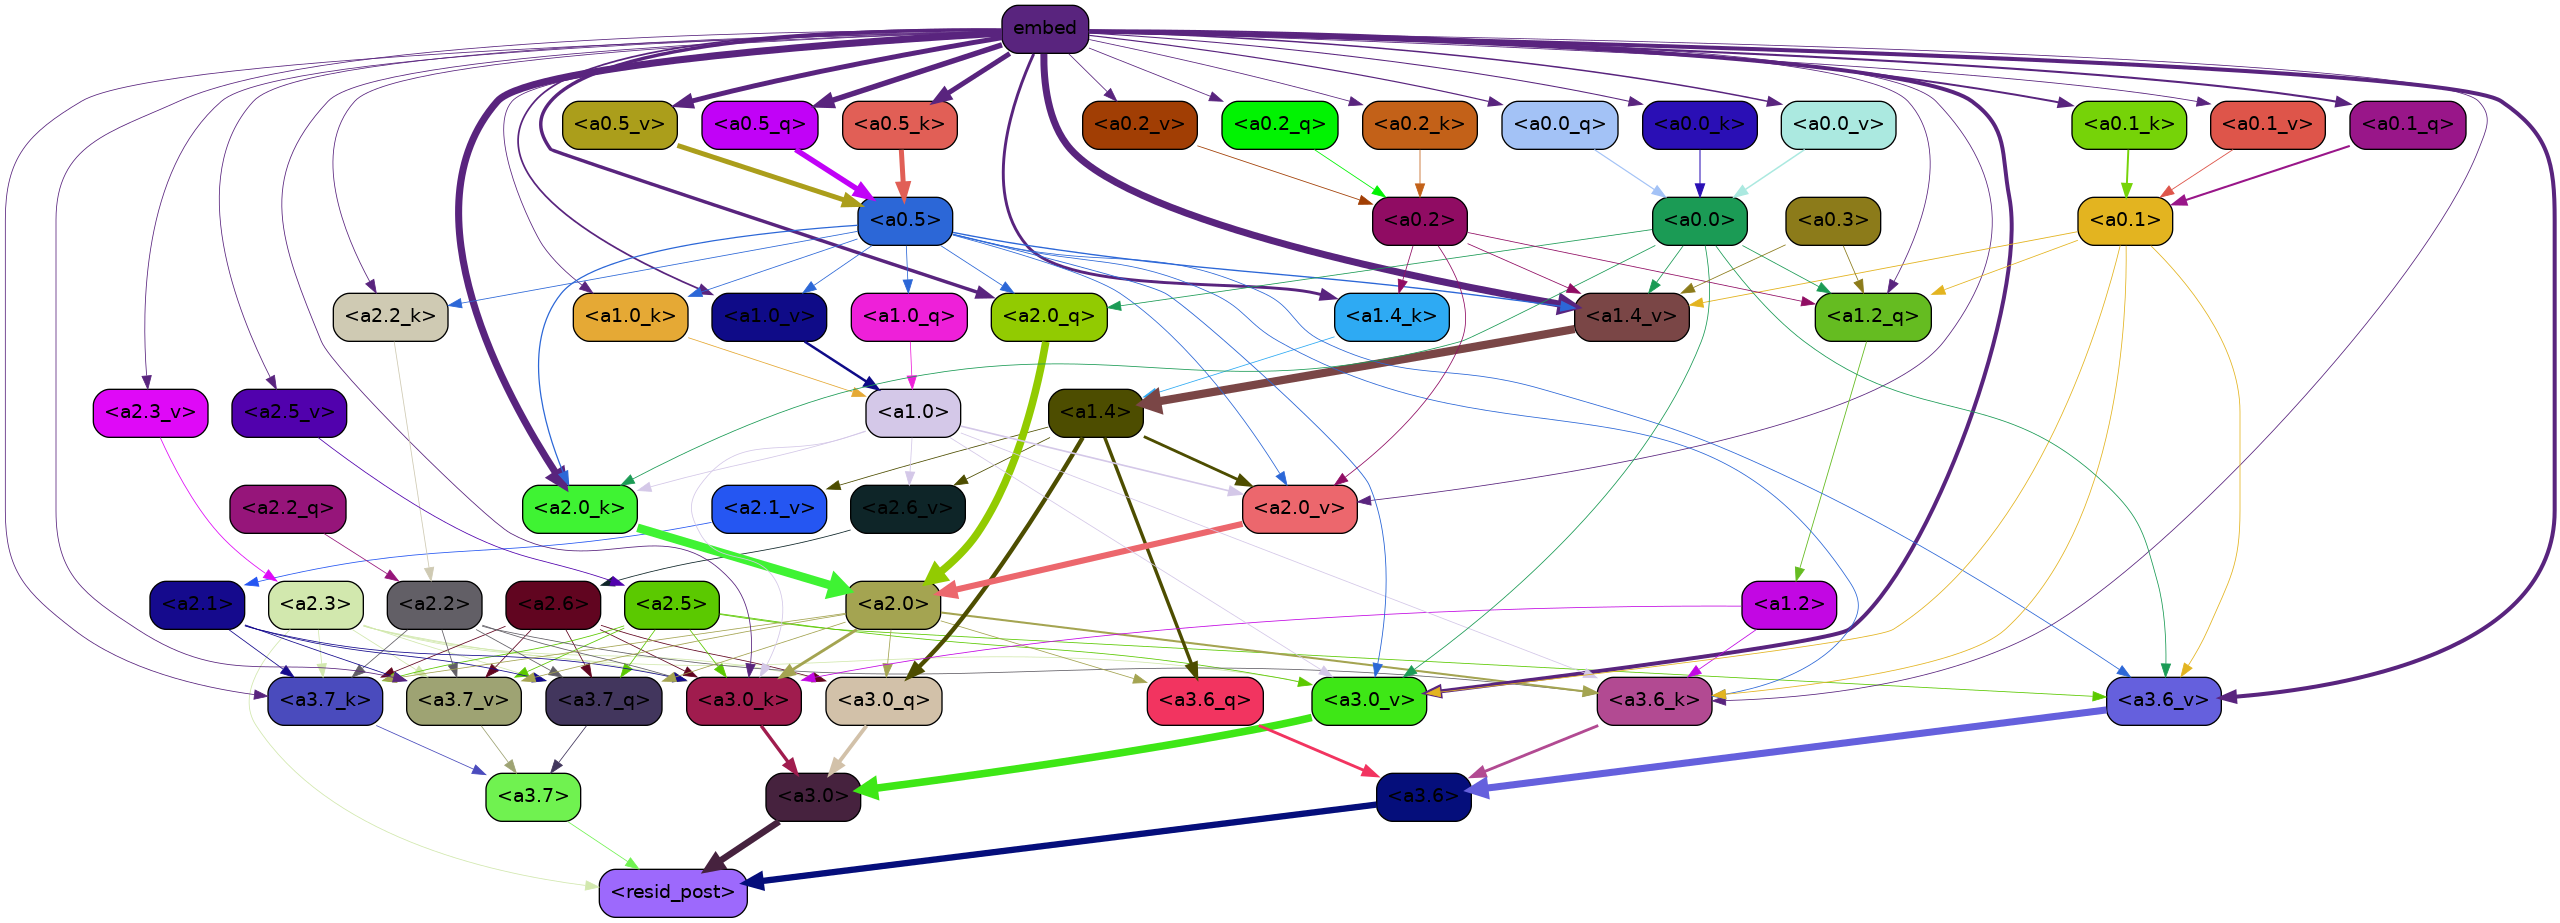 embed
<a0.5_v> <a0.5_q> <a0.5_k> <a0.2_v> <a0.2_q> <a0.2_k> <a0.0_q> <a0.0_k> <a0.0_v> <a0.1_k> <a0.1_v> <a0.1_q>
<a0.5> <a0.2> <a0.0> <a0.3> <a0.1>
<a2.2_k> <a1.0_k> <a1.0_v> <a1.0_q> <a2.0_q> <a1.4_k> <a1.4_v> <a1.2_q>
<a2.3_v> <a2.5_v> <a1.0> <a1.4>
<a2.2_q> <a2.0_k> <a2.1_v> <a2.6_v> <a2.0_v>
<a2.1> <a2.3> <a2.2> <a2.6> <a2.5> <a2.0> <a1.2>
<a3.7_k> <a3.7_v> <a3.7_q> <a3.0_k> <a3.0_q> <a3.6_q> <a3.0_v> <a3.6_k> <a3.6_v>
<a3.7> <a3.0> <a3.6>
<resid_post>